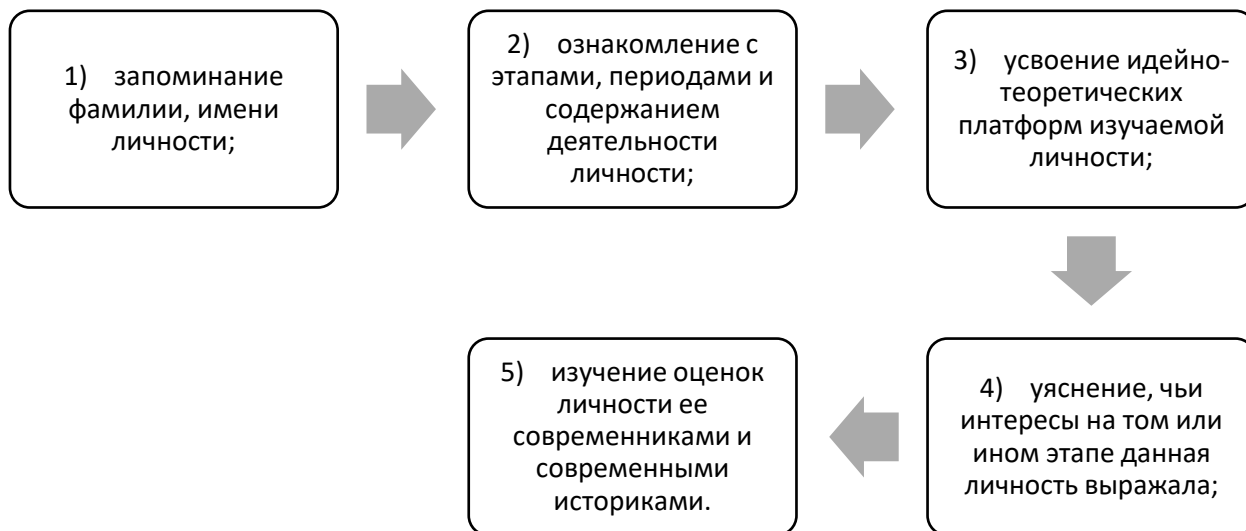 1) запоминание
фамилии, имени
личности;
2) ознакомление с
этапами, периодами и
содержанием
деятельности
личности;
3) усвоение идейно-
теоретических
платформ изучаемой
личности;
4) уяснение, чьи
интересы на том или
ином этапе данная
личность выражала;
5) изучение оценок
личности ее
современниками и
современными
историками.